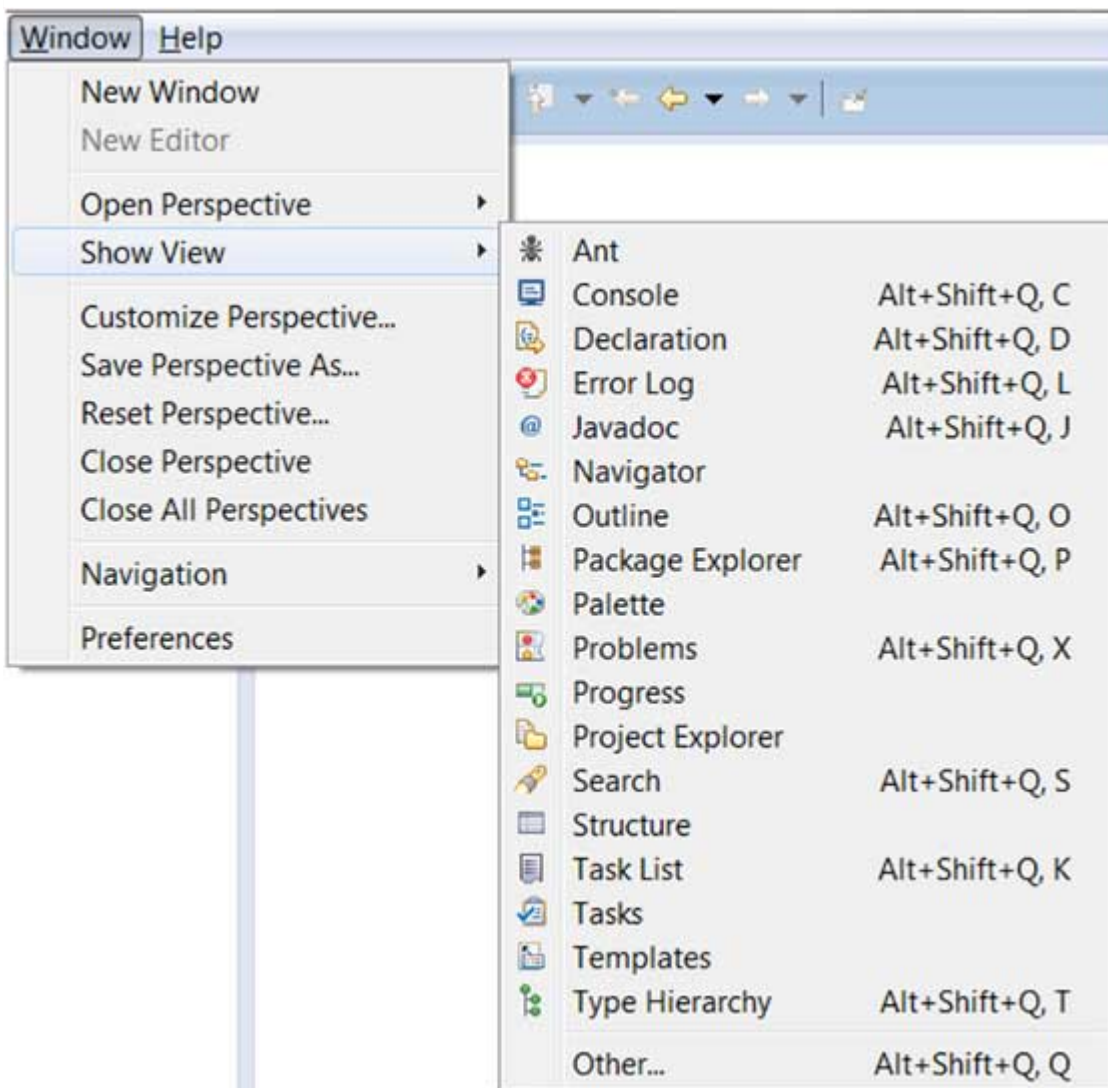 Window Help
New Window
New Editor
Open Perspective
Show View
Customize Perspective...
Save Perspective As...
Reset Perspective...
Close Perspective
Close All Perspectives
Navigation
Preferences
Ant
Console Alt+Shift+Q, C
Declaration Alt+Shift+Q, D
Error Log Alt+Shift+Q, L
Javadoc Alt+Shift+Q, J
Navigator
Outline Alt+Shift+Q, O
Package Explorer Alt+Shift+Q, P
Palette
Problems Alt+Shift+Q, X
Progress
Project Explorer
Search Alt+Shift+Q, S
Structure
Task List Alt+Shift+Q, K
Tasks
Templates
Type Hierarchy Alt+Shift+Q, T
Other... Alt+Shift+Q, Q